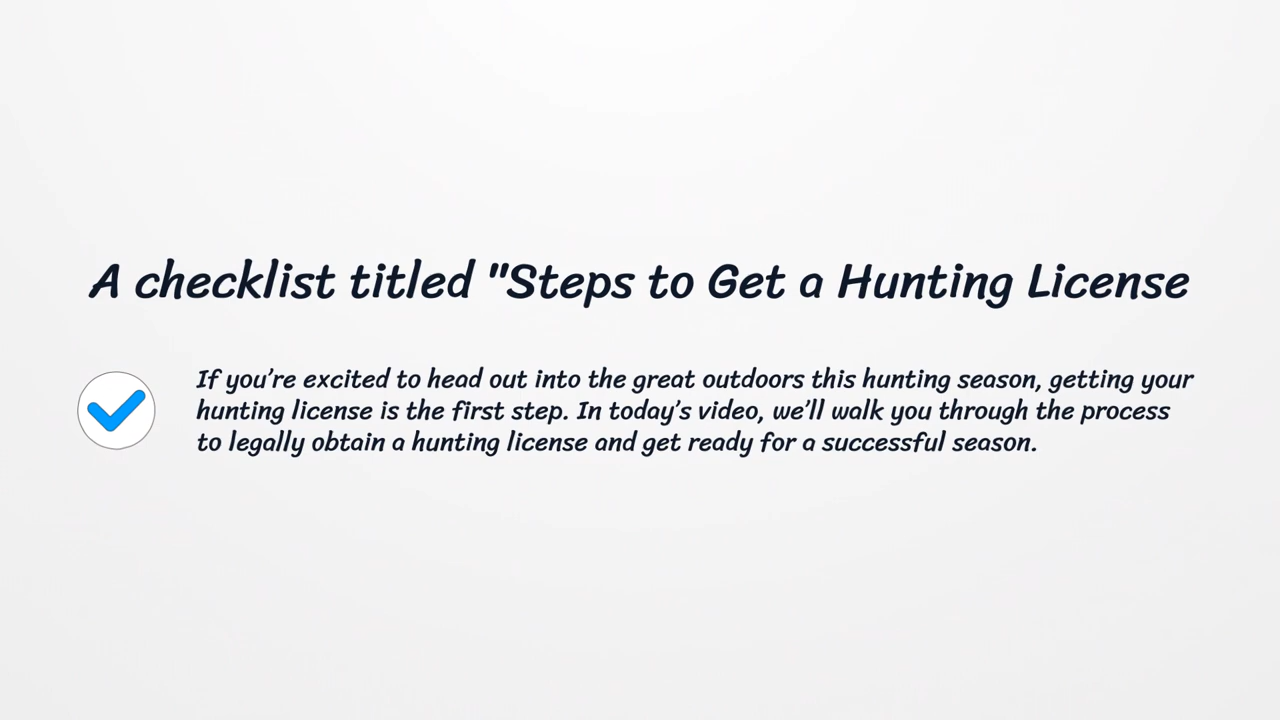 A checklist titled "Steps to Get a Hunting License
If you're excited to head out into the great outdoors this hunting season, getting your
hunting license is the first step. In today's video, we'll walk you through the process
to legally obtain a hunting license and get ready for a successful season.